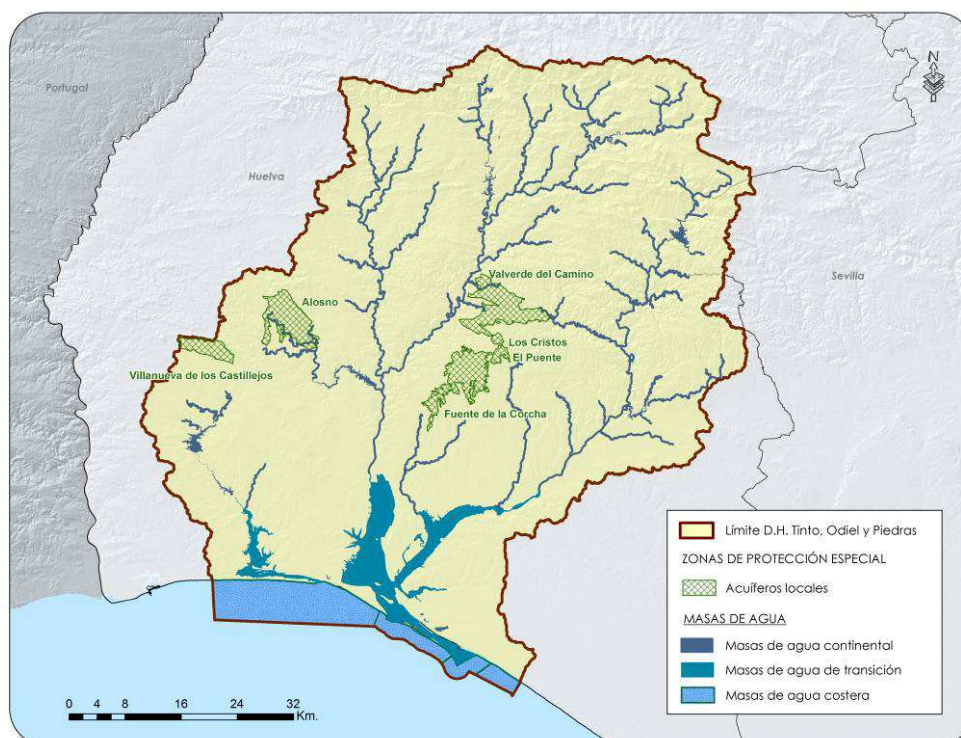 N
Portugal
Huelva
Sevilla
Valverde del Camino
Alosno
Los Cristos
El Puente
Villanueva de los Castillejos
Fuente de la Corcha
Límite D.H. Tinto, Odiel y Piedras
ZONAS DE PROTECCIÓN ESPECIAL
Acuíferos locales
MASAS DE AGUA
Masas de agua continental
Masas de agua de transición
Masas de agua costera
0 4 8 16 24 32
Km.